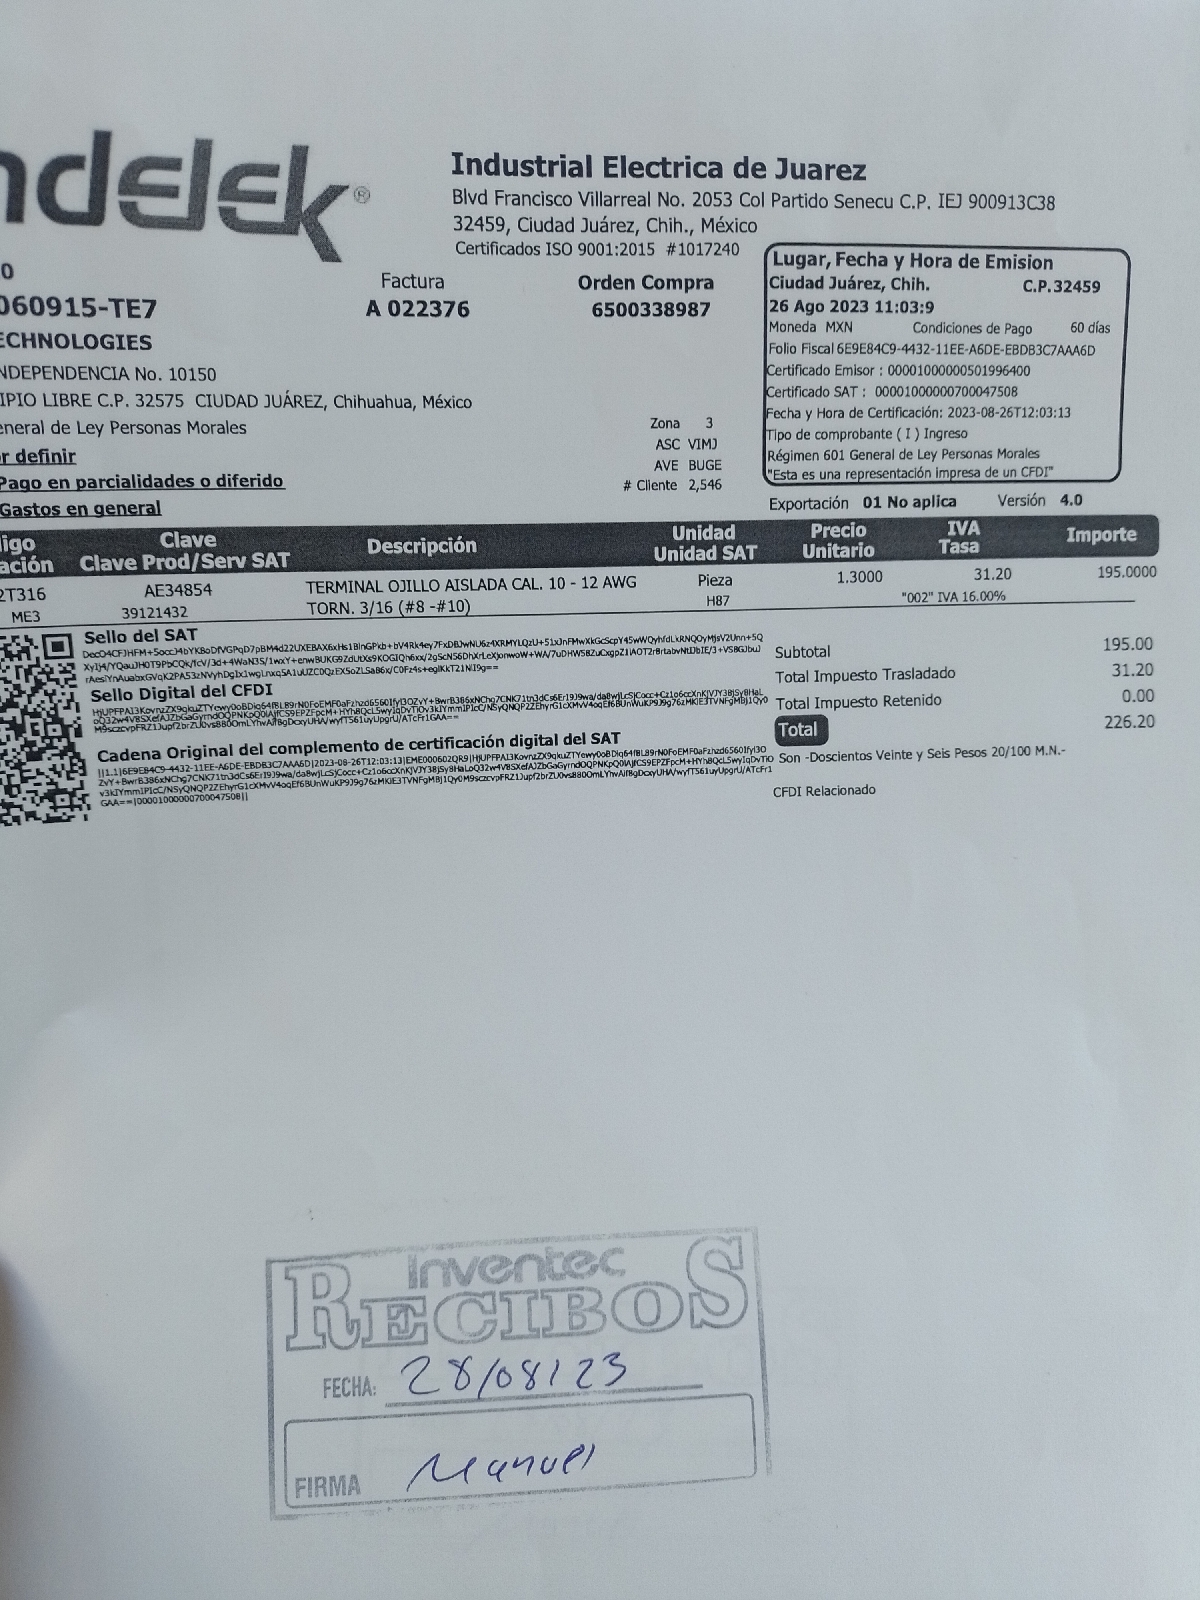 ndelek®
Industrial Electrica de Juarez
Blvd Francisco Villarreal No. 2053 Col Partido Senecu C.P. IEJ 900913C38
32459, Ciudad Juárez, Chih., México
Certificados ISO 9001:2015 #1017240
0
060915-TE7
ECHNOLOGIES
NDEPENDENCIA No. 10150
IPIO LIBRE C.P. 32575 CIUDAD JUÁREZ, Chihuahua, México
eneral de Ley Personas Morales
r definir
Pago en parcialidades o diferido
Gastos en general
Factura
A 022376
Orden Compra
6500338987
Zona 3
ASC VIMJ
AVE BUGE
# Cliente 2,546
Lugar, Fecha y Hora de Emision
Ciudad Juárez, Chih. C.P.32459
26 Ago 2023 11:03:9
Moneda MXN Condiciones de Pago 60 días
Folio Fiscal 6E9E84C9-4432-11EE-A6DE-EBDB3C7AAA6D
Certificado Emisor : 00001000000501996400
Certificado SAT : 00001000000700047508
Fecha y Hora de Certificación: 2023-08-26T12:03:13
Tipo de comprobante ( I ) Ingreso
Régimen 601 General de Ley Personas Morales
"Esta es una representación impresa de un CFDI"
Exportación 01 No aplica Versión 4.0
igo Clave Descripción Unidad Precio IVA Importe
ación Clave Prod/Serv SAT Unidad SAT Unitario Tasa
2T316 AE34854 TERMINAL OJILLO AISLADA CAL. 10 - 12 AWG Pieza 1.3000 31.20 195.0000
ME3 39121432 TORN. 3/16 (#8 -#10) H87 "002" IVA 16.00%
Sello del SAT
Sello Digital del CFDI
Cadena Original del complemento de certificación digital del SAT
GAA==|00001000000700047508||
Subtotal 195.00
Total Impuesto Trasladado 31.20
Total Impuesto Retenido 0.00
Total 226.20
Son -Doscientos Veinte y Seis Pesos 20/100 M.N.-
CFDI Relacionado
Inventec
RECIBOS
FECHA: 28/08/23
FIRMA Manuel